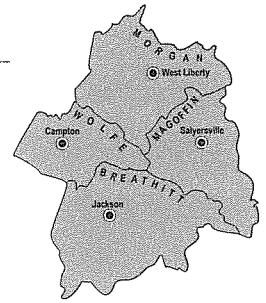 MORGAN
West Liberty
WOLFE
MAGOFFIN
Campton
Salyersville
BREATHITT
Jackson